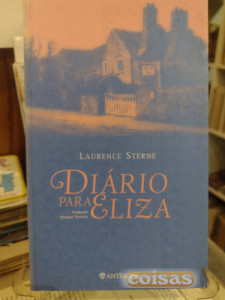 LAURENCE STERNE
DIÁRIO
PARA ELIZA
coisas